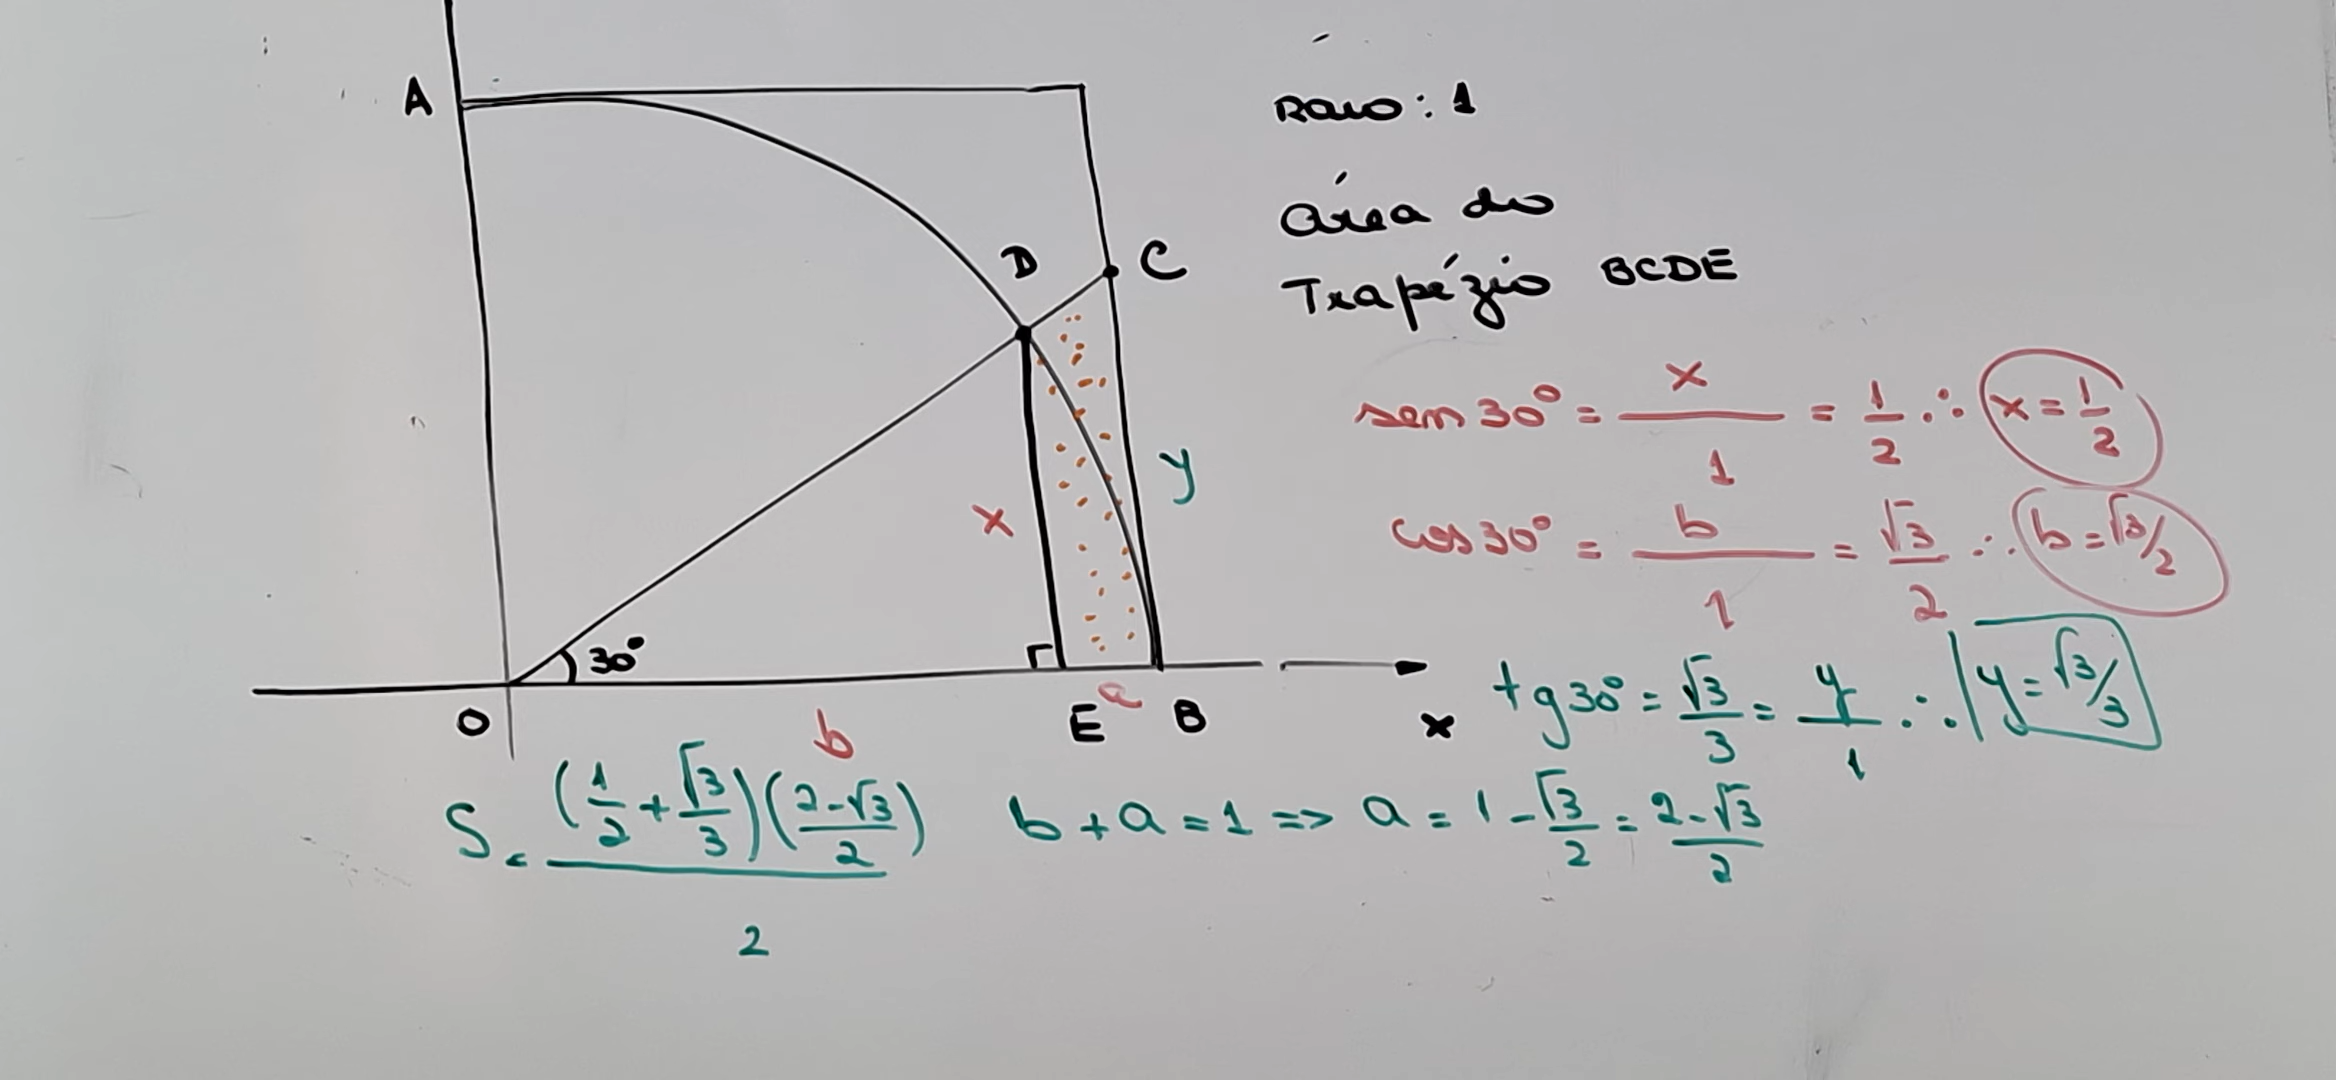 A
Raio: 1
área do
Trapézio BCDE
D
C
sen 30° = x/1 = 1/2 ∴ x = 1/2
x
y
cos 30° = b/1 = √3/2 ∴ b = √3/2
30°
O
b
E
a
B
x
tg 30° = √3/3 = y/1 ∴ y = √3/3
S = (1/2 + √3/3)(2-√3/2)/2
b + a = 1 => a = 1 - √3/2 = 2-√3/2